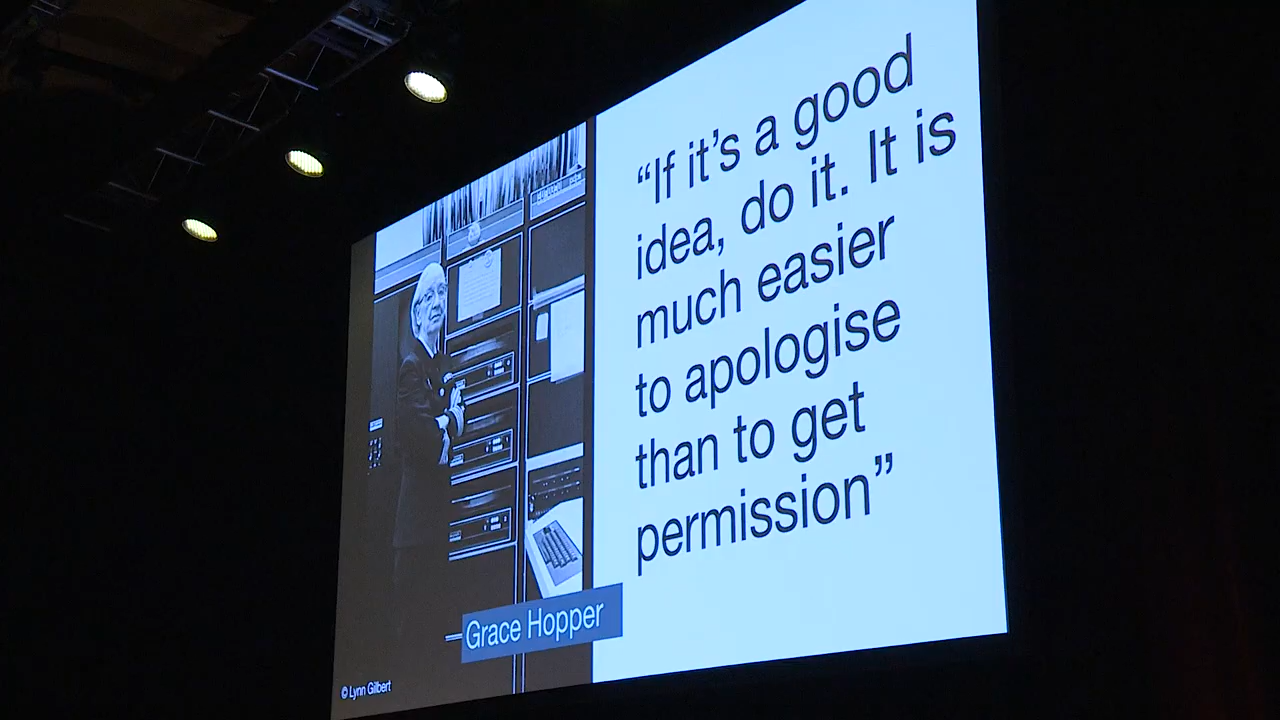 “If it’s a good
idea, do it. It is
much easier
to apologise
than to get
permission”
Grace Hopper
© Lynn Gilbert